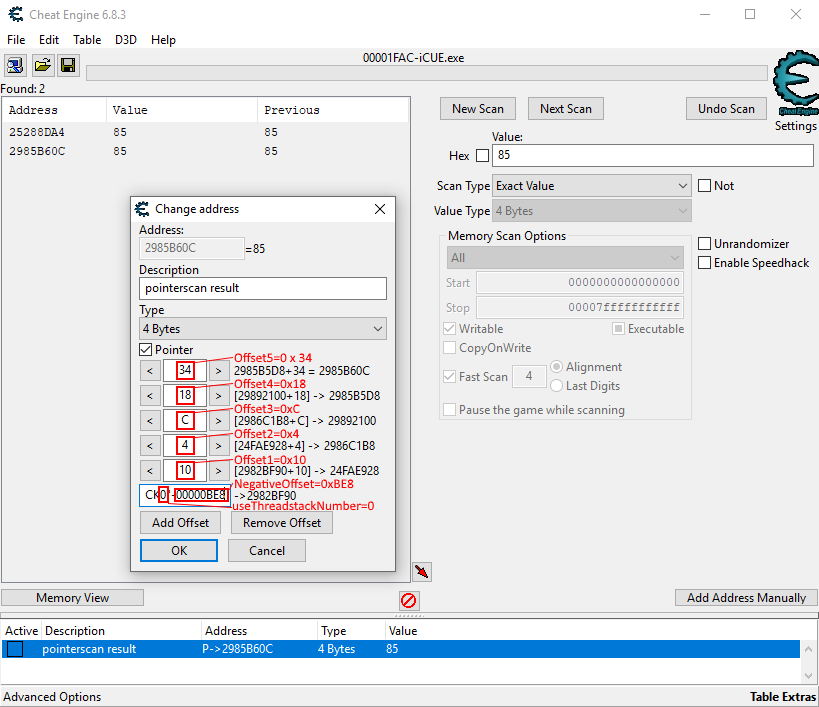 Cheat Engine 6.8.3
File Edit Table D3D Help
00001FAC-iCUE.exe
Found: 2
Address Value Previous
25288DA4 85 85
2985B60C 85 85
New Scan Next Scan Undo Scan
Cheat Engine
Settings
Value:
Hex 85
Scan Type Exact Value Not
Value Type 4 Bytes
Memory Scan Options
All
Start 0000000000000000
Stop 00007fffffffffff
Writable Executable
CopyOnWrite
Fast Scan 4 Alignment
Last Digits
Pause the game while scanning
Unrandomizer
Enable Speedhack
Change address
Address:
2985B60C =85
Description
pointerscan result
Type
4 Bytes
Pointer
Offset5=0 x 34
< 34 > 2985B5D8+34 = 2985B60C
Offset4=0x18
< 18 > [29892100+18] -> 2985B5D8
Offset3=0xC
< C > [2986C1B8+C] -> 29892100
Offset2=0x4
< 4 > [24FAE928+4] -> 2986C1B8
Offset1=0x10
< 10 > [2982BF90+10] -> 24FAE928
NegativeOffset=0xBE8
CK0"-00000BE8 ->2982BF90
useThreadstackNumber=0
Add Offset Remove Offset
OK Cancel
Memory View Add Address Manually
Active Description Address Type Value
pointerscan result P->2985B60C 4 Bytes 85
Advanced Options Table Extras